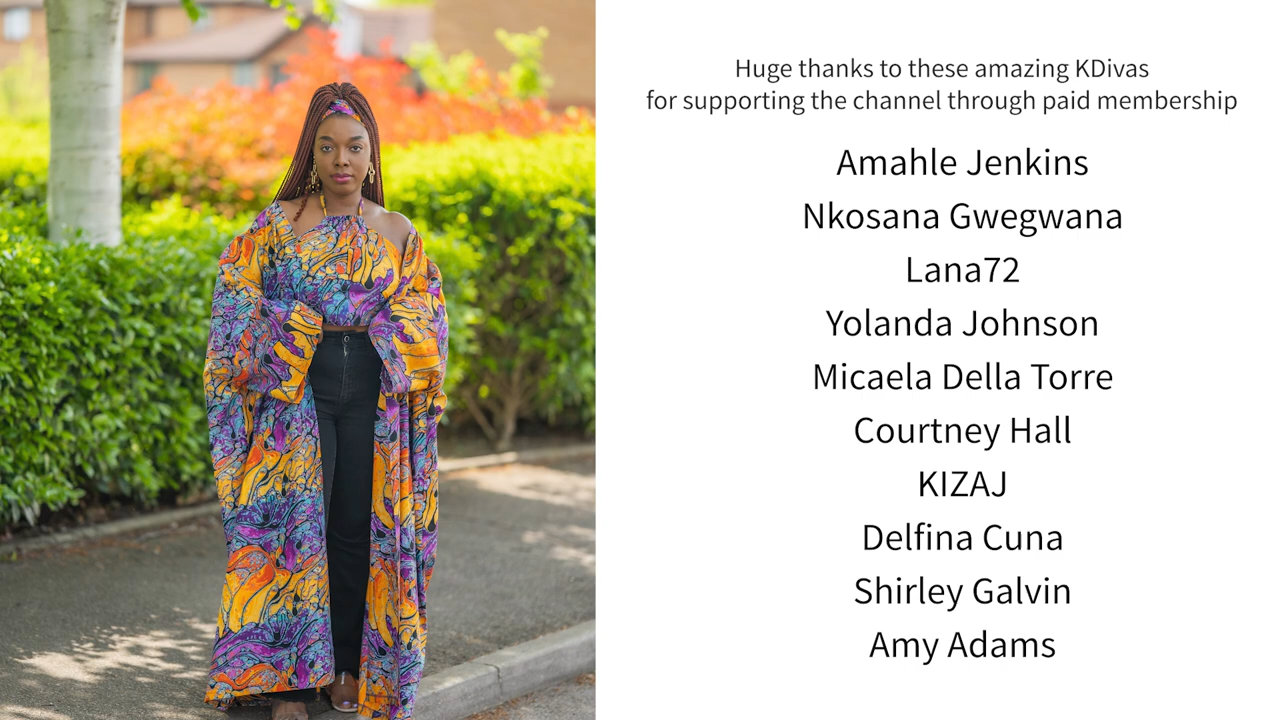 Huge thanks to these amazing KDivas
for supporting the channel through paid membership
Amahle Jenkins
Nkosana Gwegwana
Lana72
Yolanda Johnson
Micaela Della Torre
Courtney Hall
KIZAJ
Delfina Cuna
Shirley Galvin
Amy Adams